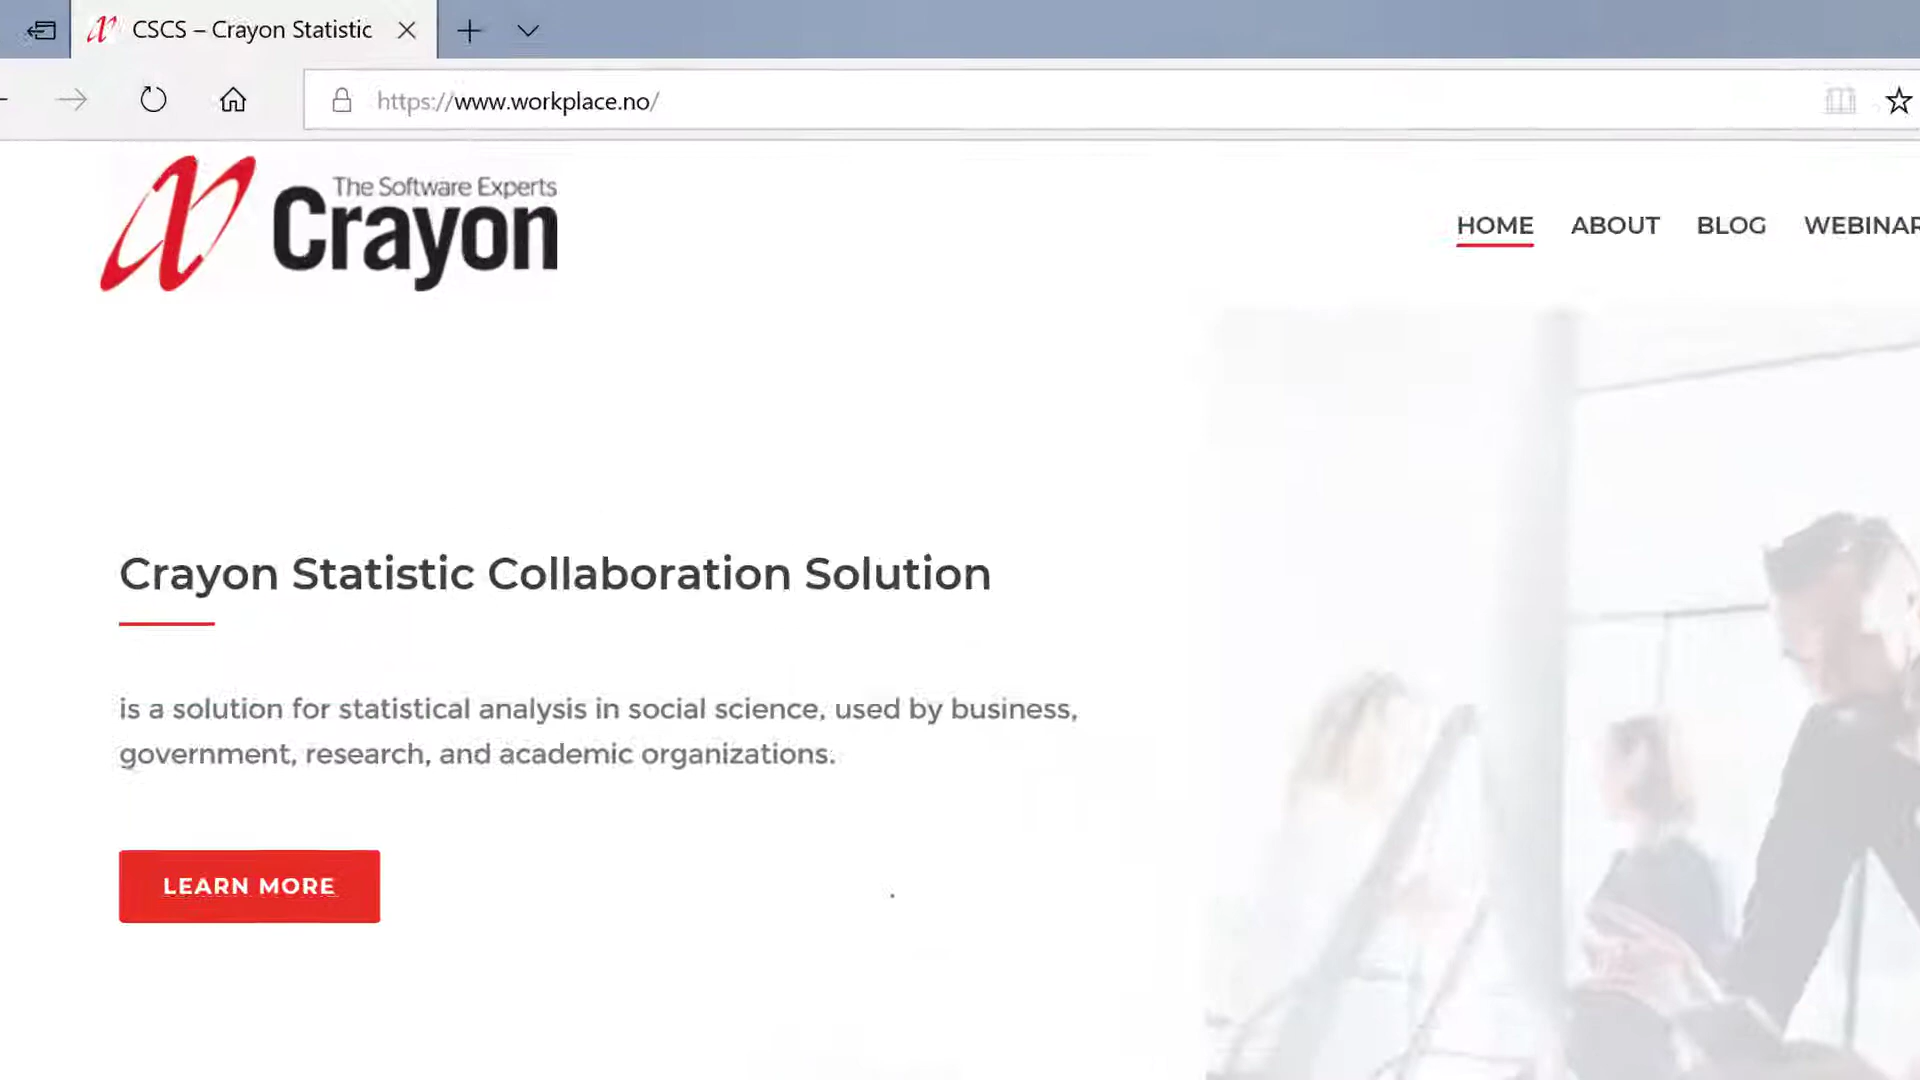 CSCS – Crayon Statistic
https://www.workplace.no/
The Software Experts
Crayon
HOME ABOUT BLOG WEBINAR
Crayon Statistic Collaboration Solution
is a solution for statistical analysis in social science, used by business,
government, research, and academic organizations.
LEARN MORE